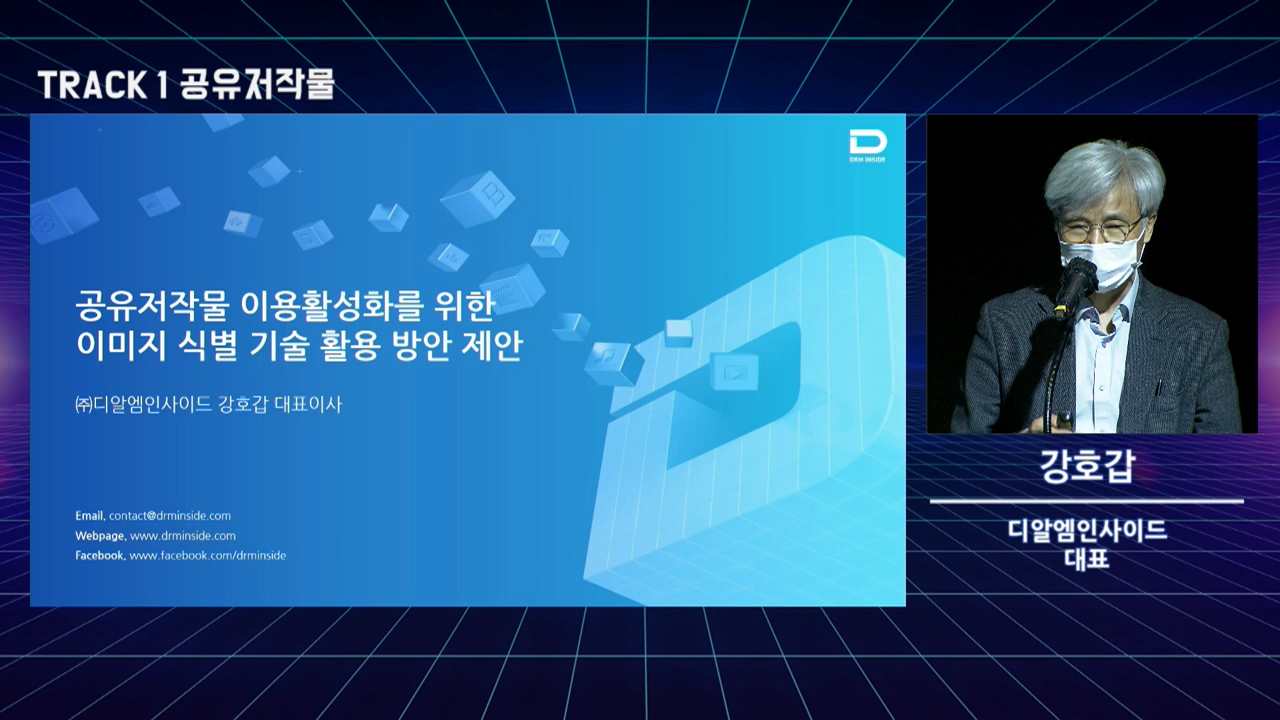 TRACK 1 공유저작물
DRM INSIDE
공유저작물 이용활성화를 위한
이미지 식별 기술 활용 방안 제안
㈜디알엠인사이드 강호갑 대표이사
Email. contact@drminside.com
Webpage. www.drminside.com
Facebook. www.facebook.com/drminside
강호갑
디알엠인사이드
대표